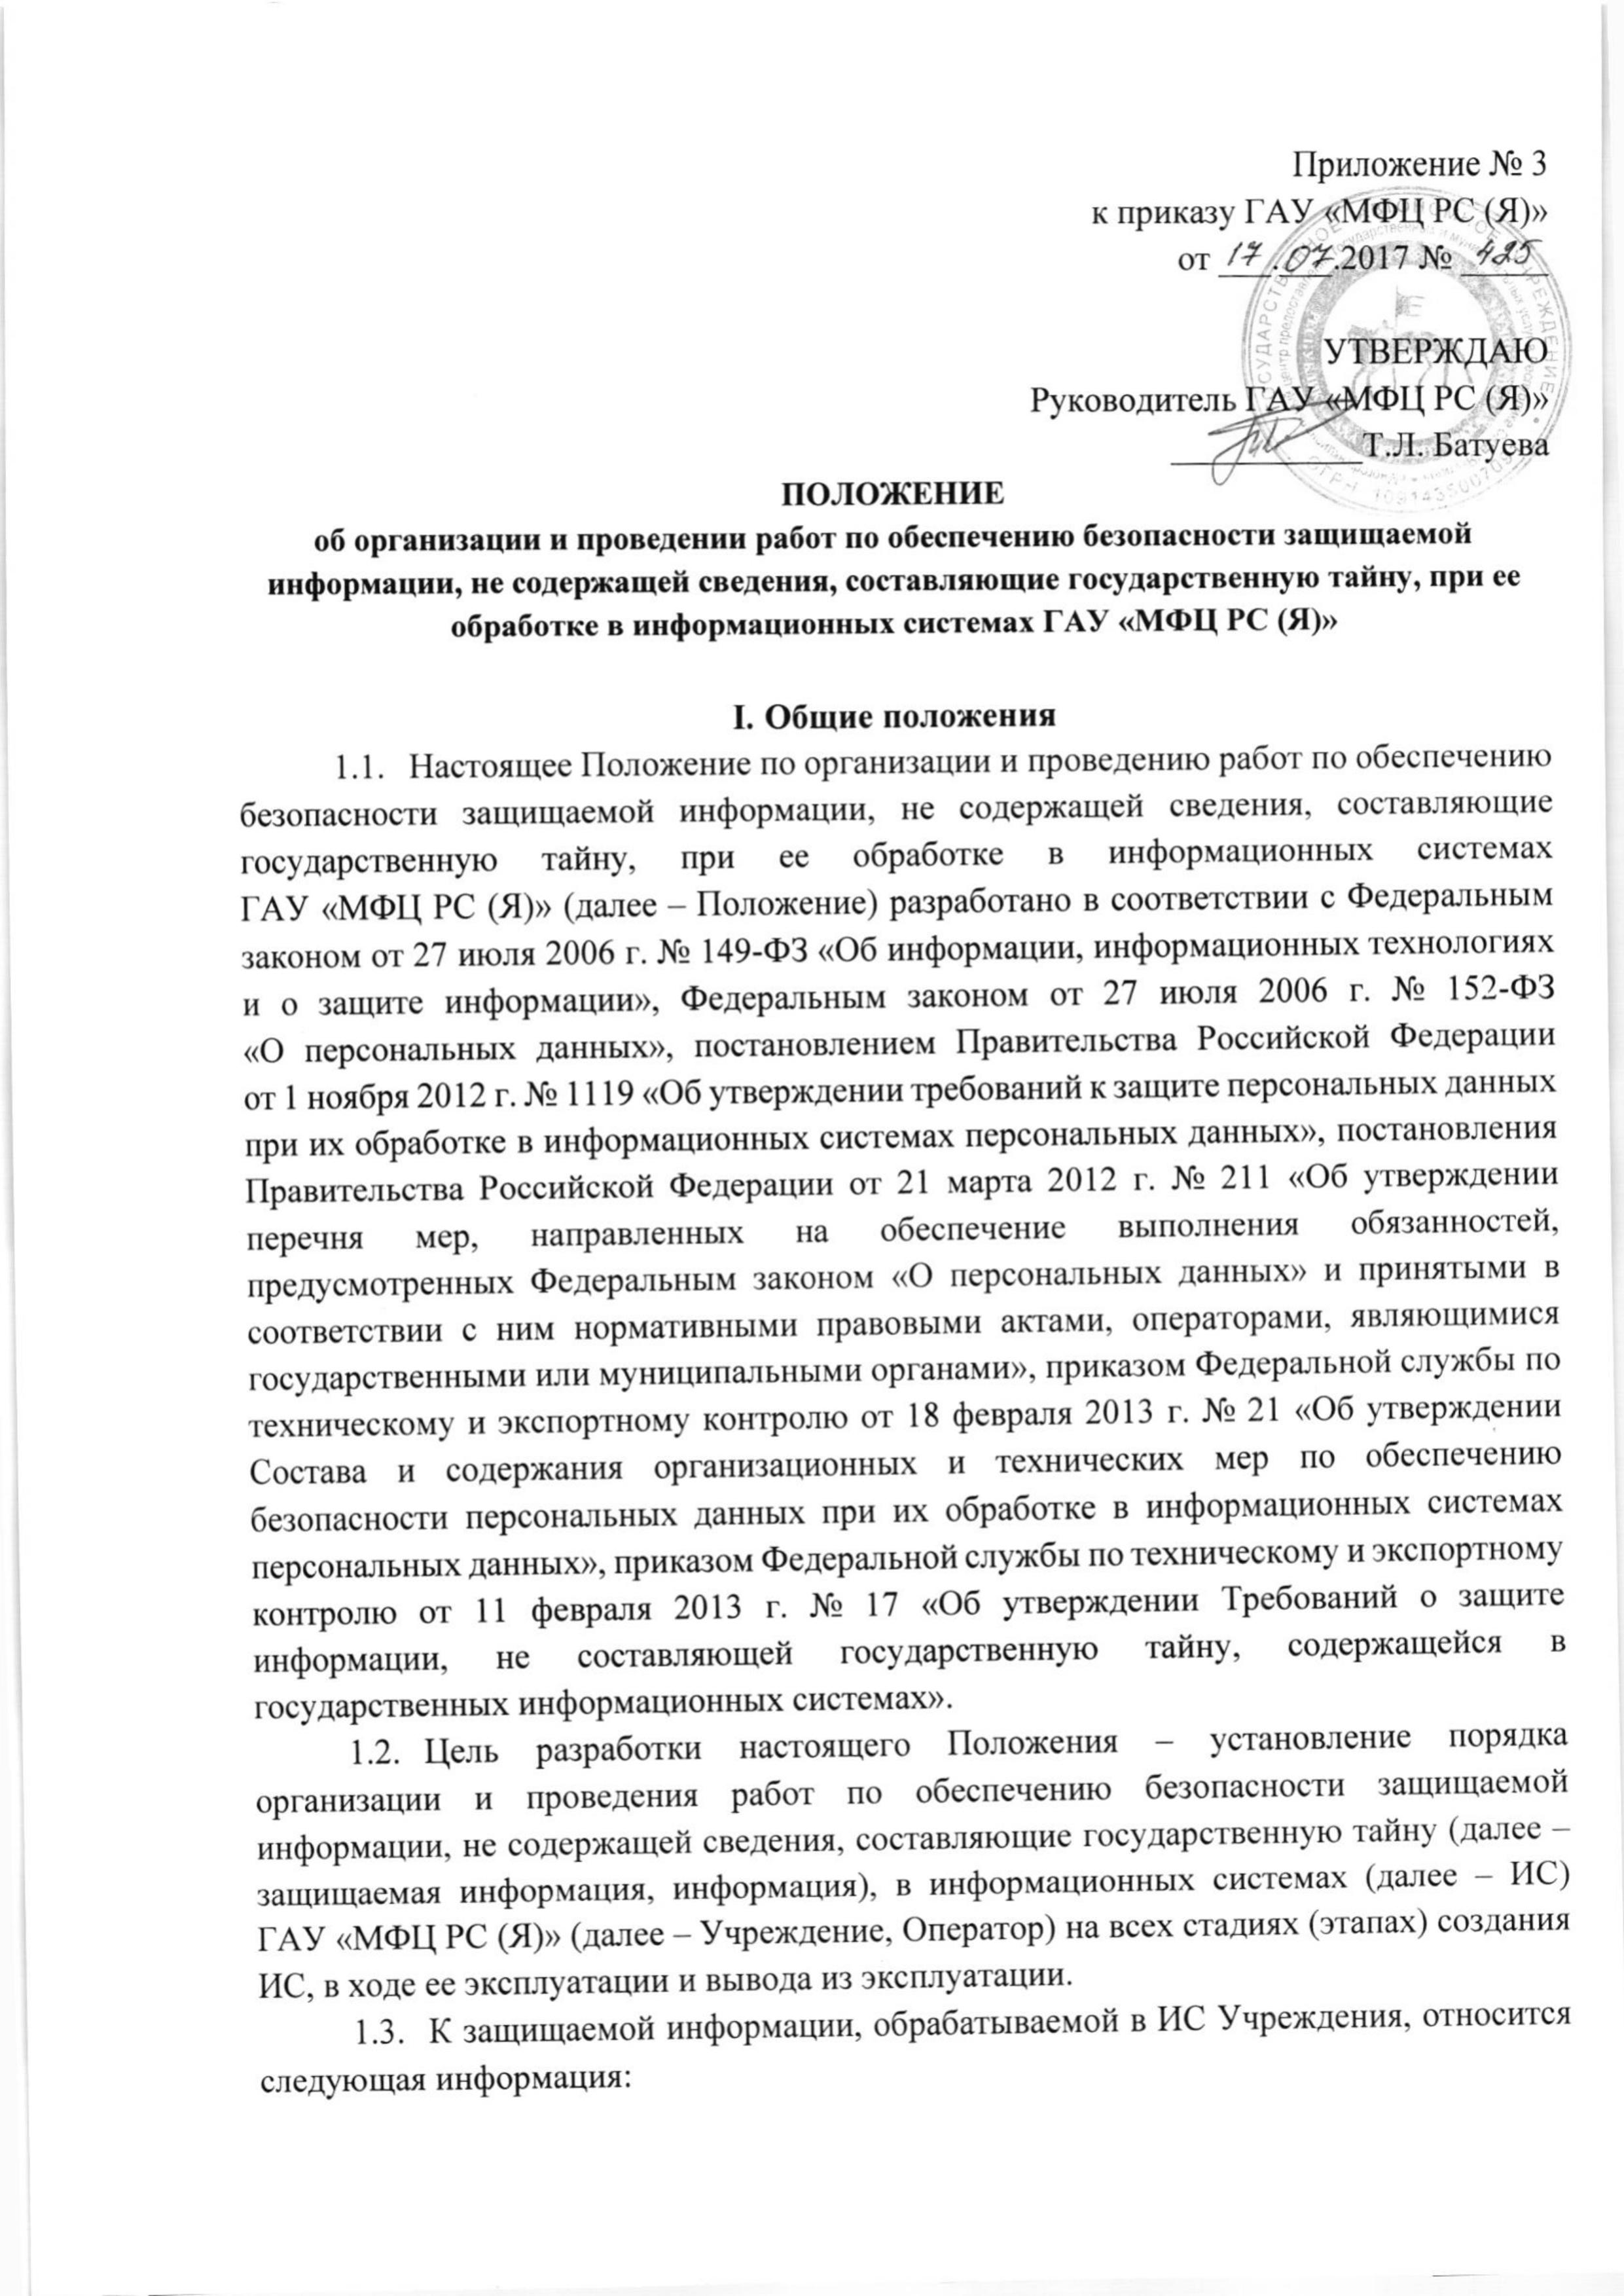 Приложение № 3
к приказу ГАУ «МФЦ РС (Я)»
от 17.07.2017 № 425
УТВЕРЖДАЮ
Руководитель ГАУ «МФЦ РС (Я)»
Т.Л. Батуева
ПОЛОЖЕНИЕ
об организации и проведении работ по обеспечению безопасности защищаемой
информации, не содержащей сведения, составляющие государственную тайну, при ее
обработке в информационных системах ГАУ «МФЦ РС (Я)»
I. Общие положения
1.1. Настоящее Положение по организации и проведению работ по обеспечению
безопасности защищаемой информации, не содержащей сведения, составляющие
государственную тайну, при ее обработке в информационных системах
ГАУ «МФЦ РС (Я)» (далее – Положение) разработано в соответствии с Федеральным
законом от 27 июля 2006 г. № 149-ФЗ «Об информации, информационных технологиях
и о защите информации», Федеральным законом от 27 июля 2006 г. № 152-ФЗ
«О персональных данных», постановлением Правительства Российской Федерации
от 1 ноября 2012 г. № 1119 «Об утверждении требований к защите персональных данных
при их обработке в информационных системах персональных данных», постановления
Правительства Российской Федерации от 21 марта 2012 г. № 211 «Об утверждении
перечня мер, направленных на обеспечение выполнения обязанностей,
предусмотренных Федеральным законом «О персональных данных» и принятыми в
соответствии с ним нормативными правовыми актами, операторами, являющимися
государственными или муниципальными органами», приказом Федеральной службы по
техническому и экспортному контролю от 18 февраля 2013 г. № 21 «Об утверждении
Состава и содержания организационных и технических мер по обеспечению
безопасности персональных данных при их обработке в информационных системах
персональных данных», приказом Федеральной службы по техническому и экспортному
контролю от 11 февраля 2013 г. № 17 «Об утверждении Требований о защите
информации, не составляющей государственную тайну, содержащейся в
государственных информационных системах».
1.2. Цель разработки настоящего Положения – установление порядка
организации и проведения работ по обеспечению безопасности защищаемой
информации, не содержащей сведения, составляющие государственную тайну (далее –
защищаемая информация, информация), в информационных системах (далее – ИС)
ГАУ «МФЦ РС (Я)» (далее – Учреждение, Оператор) на всех стадиях (этапах) создания
ИС, в ходе ее эксплуатации и вывода из эксплуатации.
1.3. К защищаемой информации, обрабатываемой в ИС Учреждения, относится
следующая информация: